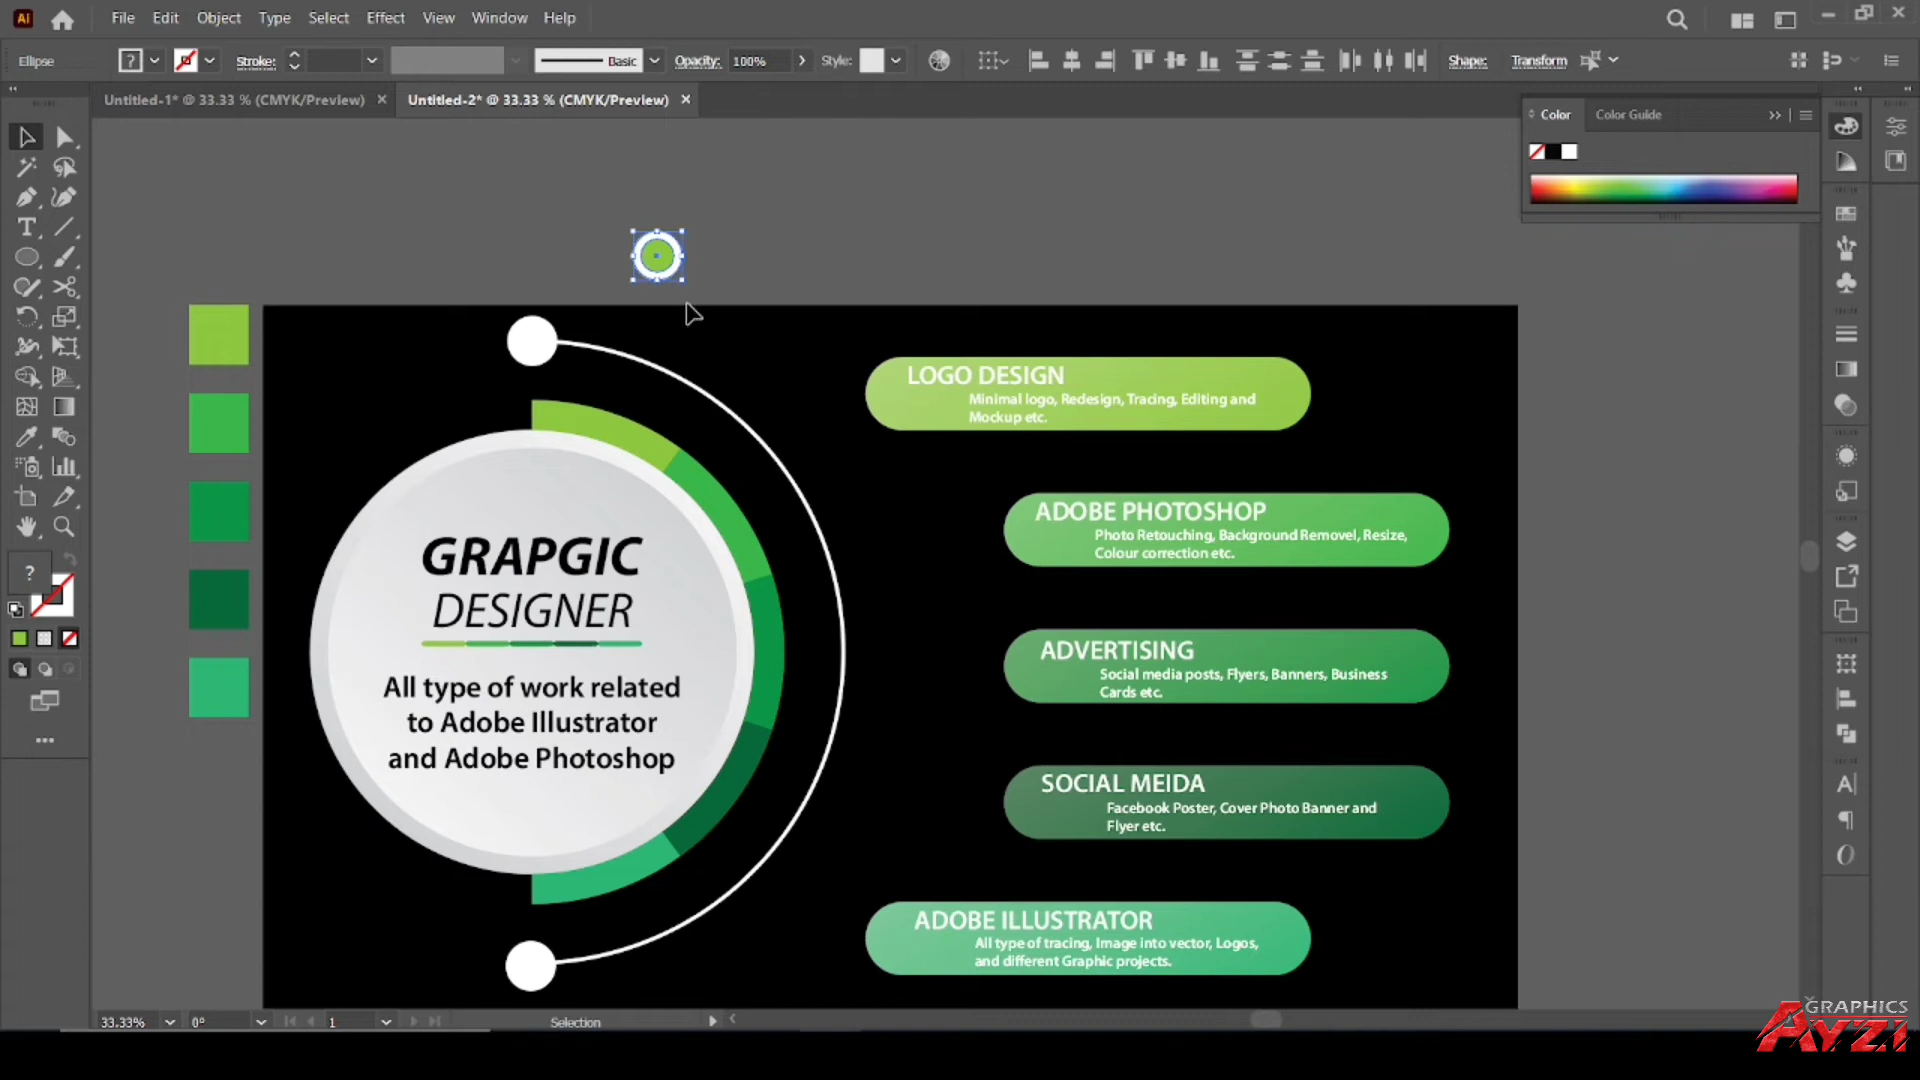 Ai File Edit Object Type Select Effect View Window Help
Ellipse ? Stroke: Basic Opacity: 100% Style: Shape: Transform
Untitled-1* @ 33.33 % (CMYK/Preview) Untitled-2* @ 33.33 % (CMYK/Preview)
Color Color Guide
LOGO DESIGN
Minimal logo, Redesign, Tracing, Editing and
Mockup etc.
ADOBE PHOTOSHOP
Photo Retouching, Background Removel, Resize,
Colour correction etc.
GRAPGIC
DESIGNER
All type of work related
to Adobe Illustrator
and Adobe Photoshop
ADVERTISING
Social media posts, Flyers, Banners, Business
Cards etc.
SOCIAL MEIDA
Facebook Poster, Cover Photo Banner and
Flyer etc.
ADOBE ILLUSTRATOR
All type of tracing, Image into vector, Logos,
and different Graphic projects.
?
33.33% 0° 1 Selection
GRAPHICS
AYZI